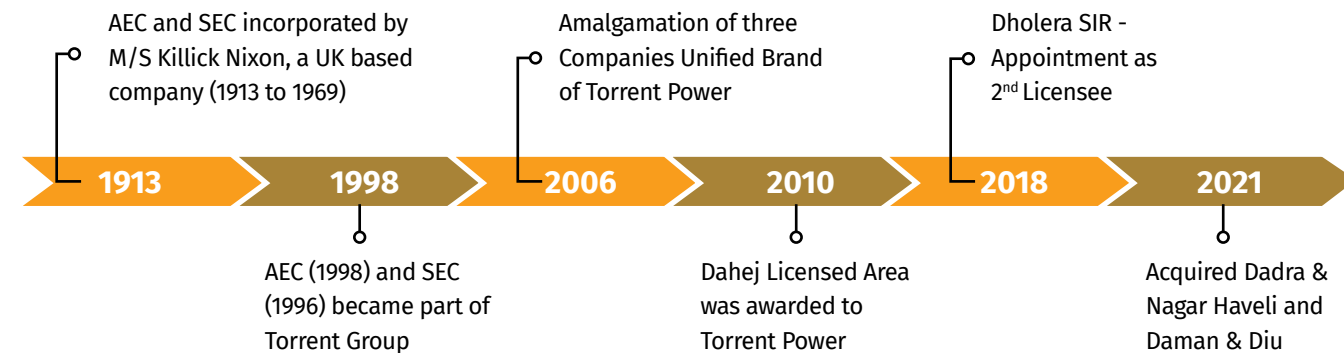 AEC and SEC incorporated by
M/S Killick Nixon, a UK based
company (1913 to 1969)
Amalgamation of three
Companies Unified Brand
of Torrent Power
Dholera SIR -
Appointment as
2nd Licensee
1913
1998
2006
2010
2018
2021
AEC (1998) and SEC
(1996) became part of
Torrent Group
Dahej Licensed Area
was awarded to
Torrent Power
Acquired Dadra &
Nagar Haveli and
Daman & Diu